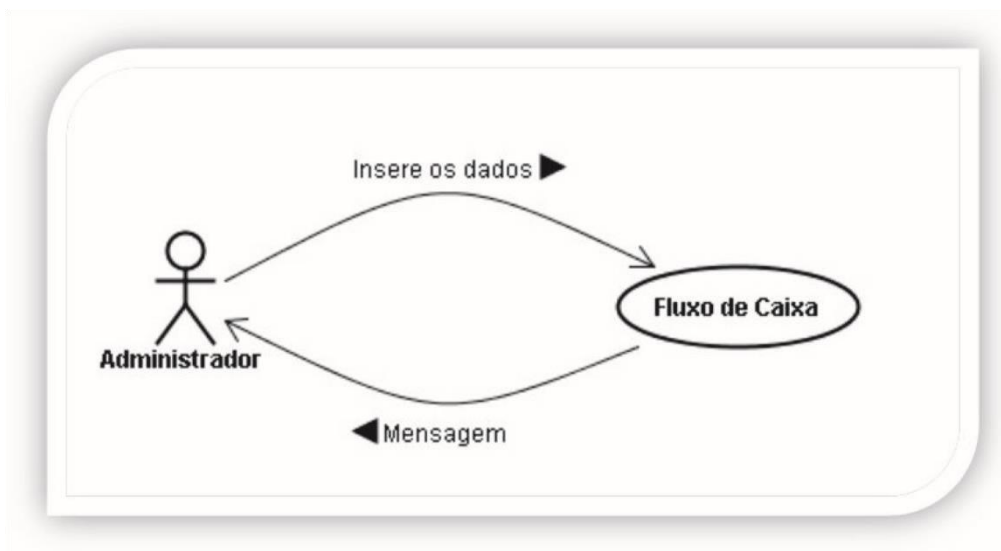 Insere os dados
Fluxo de Caixa
Administrador
Mensagem